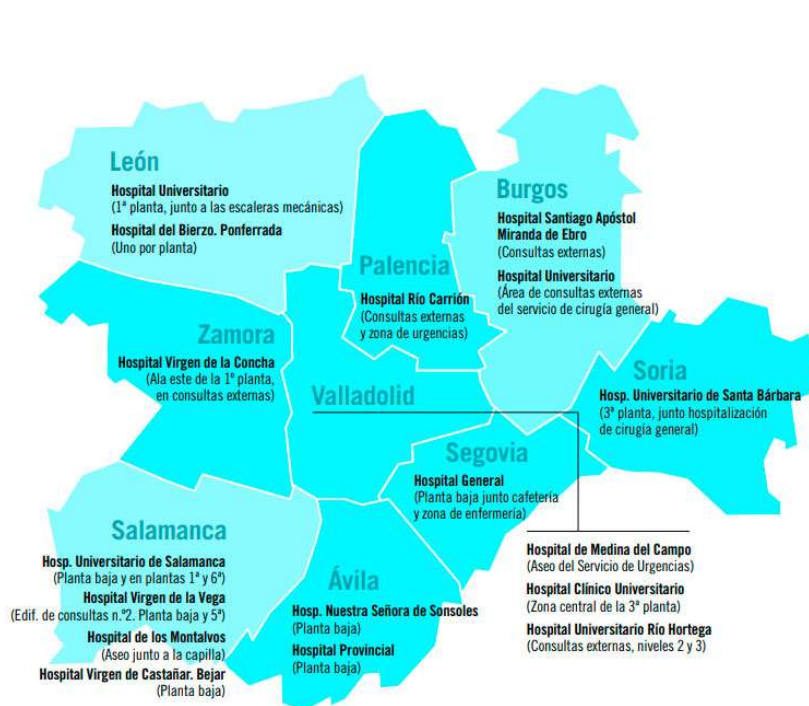 León
Hospital Universitario
(1ª planta, junto a las escaleras mecánicas)
Hospital del Bierzo. Ponferrada
(Uno por planta)
Burgos
Hospital Santiago Apóstol
Miranda de Ebro
(Consultas externas)
Hospital Universitario
(Área de consultas externas
del servicio de cirugía general)
Palencia
Hospital Río Carrión
(Consultas externas
y zona de urgencias)
Zamora
Hospital Virgen de la Concha
(Ala este de la 1º planta,
en consultas externas)
Valladolid
Soria
Hosp. Universitario de Santa Bárbara
(3ª planta, junto hospitalización
de cirugía general)
Segovia
Hospital General
(Planta baja junto cafetería
y zona de enfermería)
Salamanca
Hosp. Universitario de Salamanca
(Planta baja y en plantas 1ª y 6ª)
Hospital Virgen de la Vega
(Edif. de consultas n.º2. Planta baja y 5ª)
Hospital de los Montalvos
(Aseo junto a la capilla)
Hospital Virgen de Castañar. Bejar
(Planta baja)
Ávila
Hosp. Nuestra Señora de Sonsoles
(Planta baja)
Hospital Provincial
(Planta baja)
Hospital de Medina del Campo
(Aseo del Servicio de Urgencias)
Hospital Clínico Universitario
(Zona central de la 3ª planta)
Hospital Universitario Río Hortega
(Consultas externas, niveles 2 y 3)